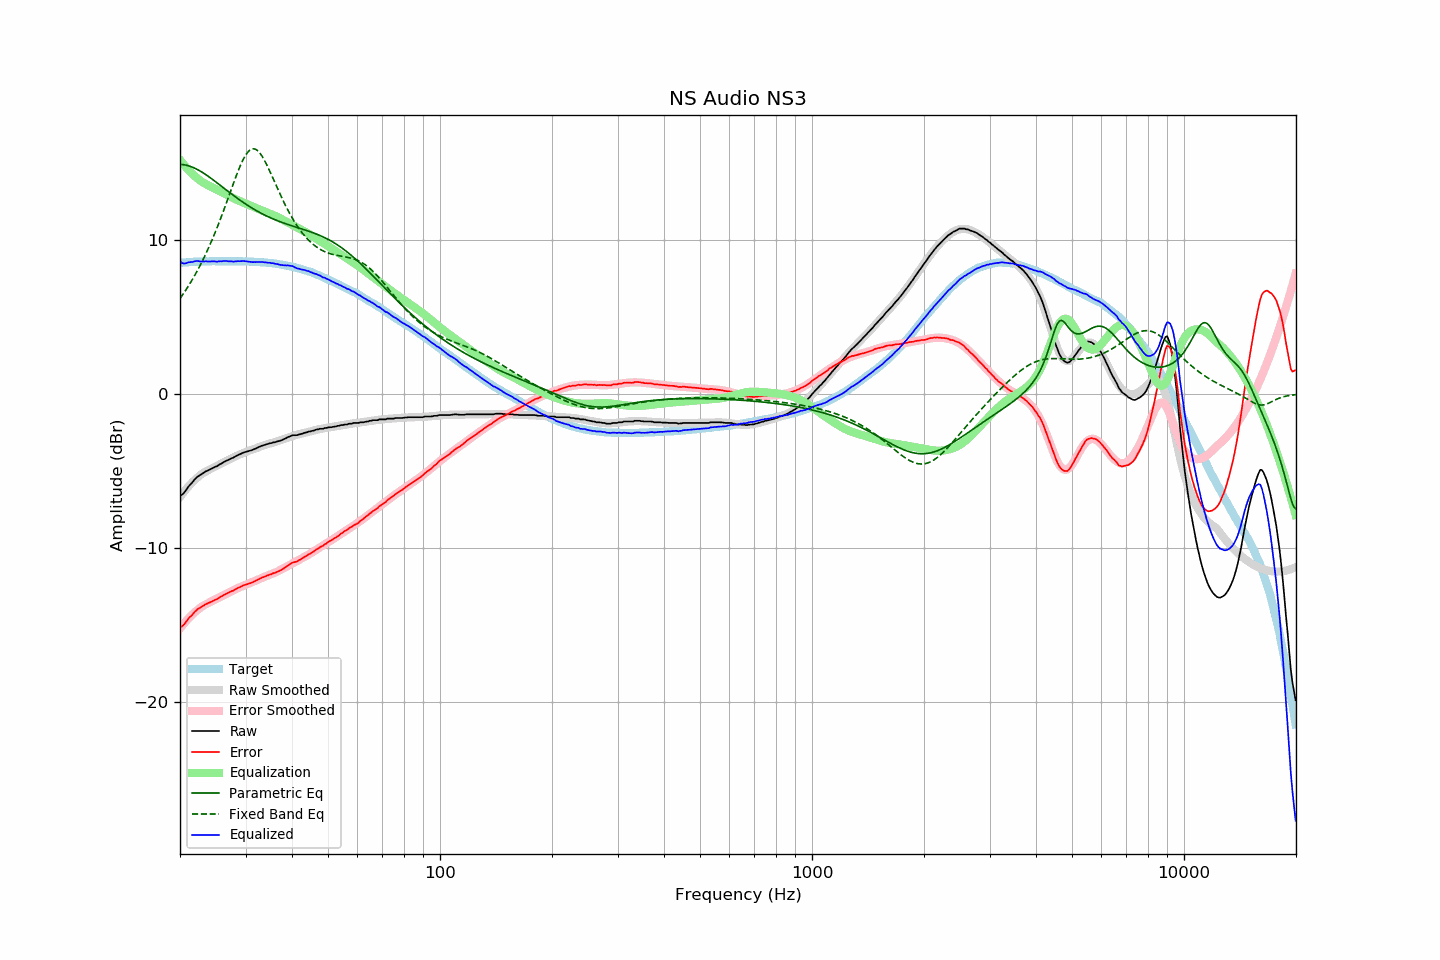 NS Audio NS3
Amplitude (dBr)
10
0
−10
−20
Target
Raw Smoothed
Error Smoothed
Raw
Error
Equalization
Parametric Eq
Fixed Band Eq
Equalized
100
1000
10000
Frequency (Hz)